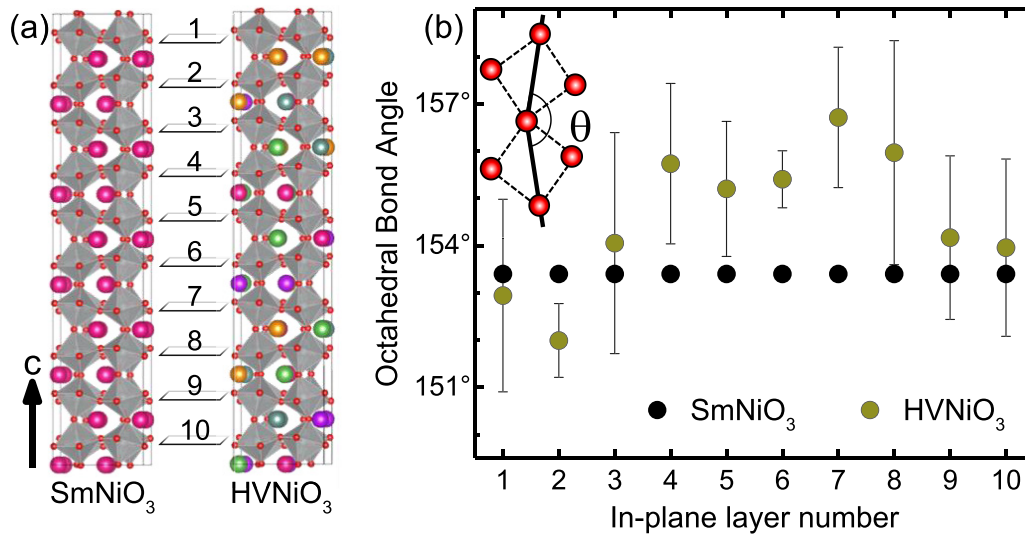 (a)
1
2
3
4
5
6
7
8
9
10
c
SmNiO₃
HVNiO₃
(b)
Octahedral Bond Angle
157°
154°
151°
θ
SmNiO₃
HVNiO₃
1 2 3 4 5 6 7 8 9 10
In-plane layer number